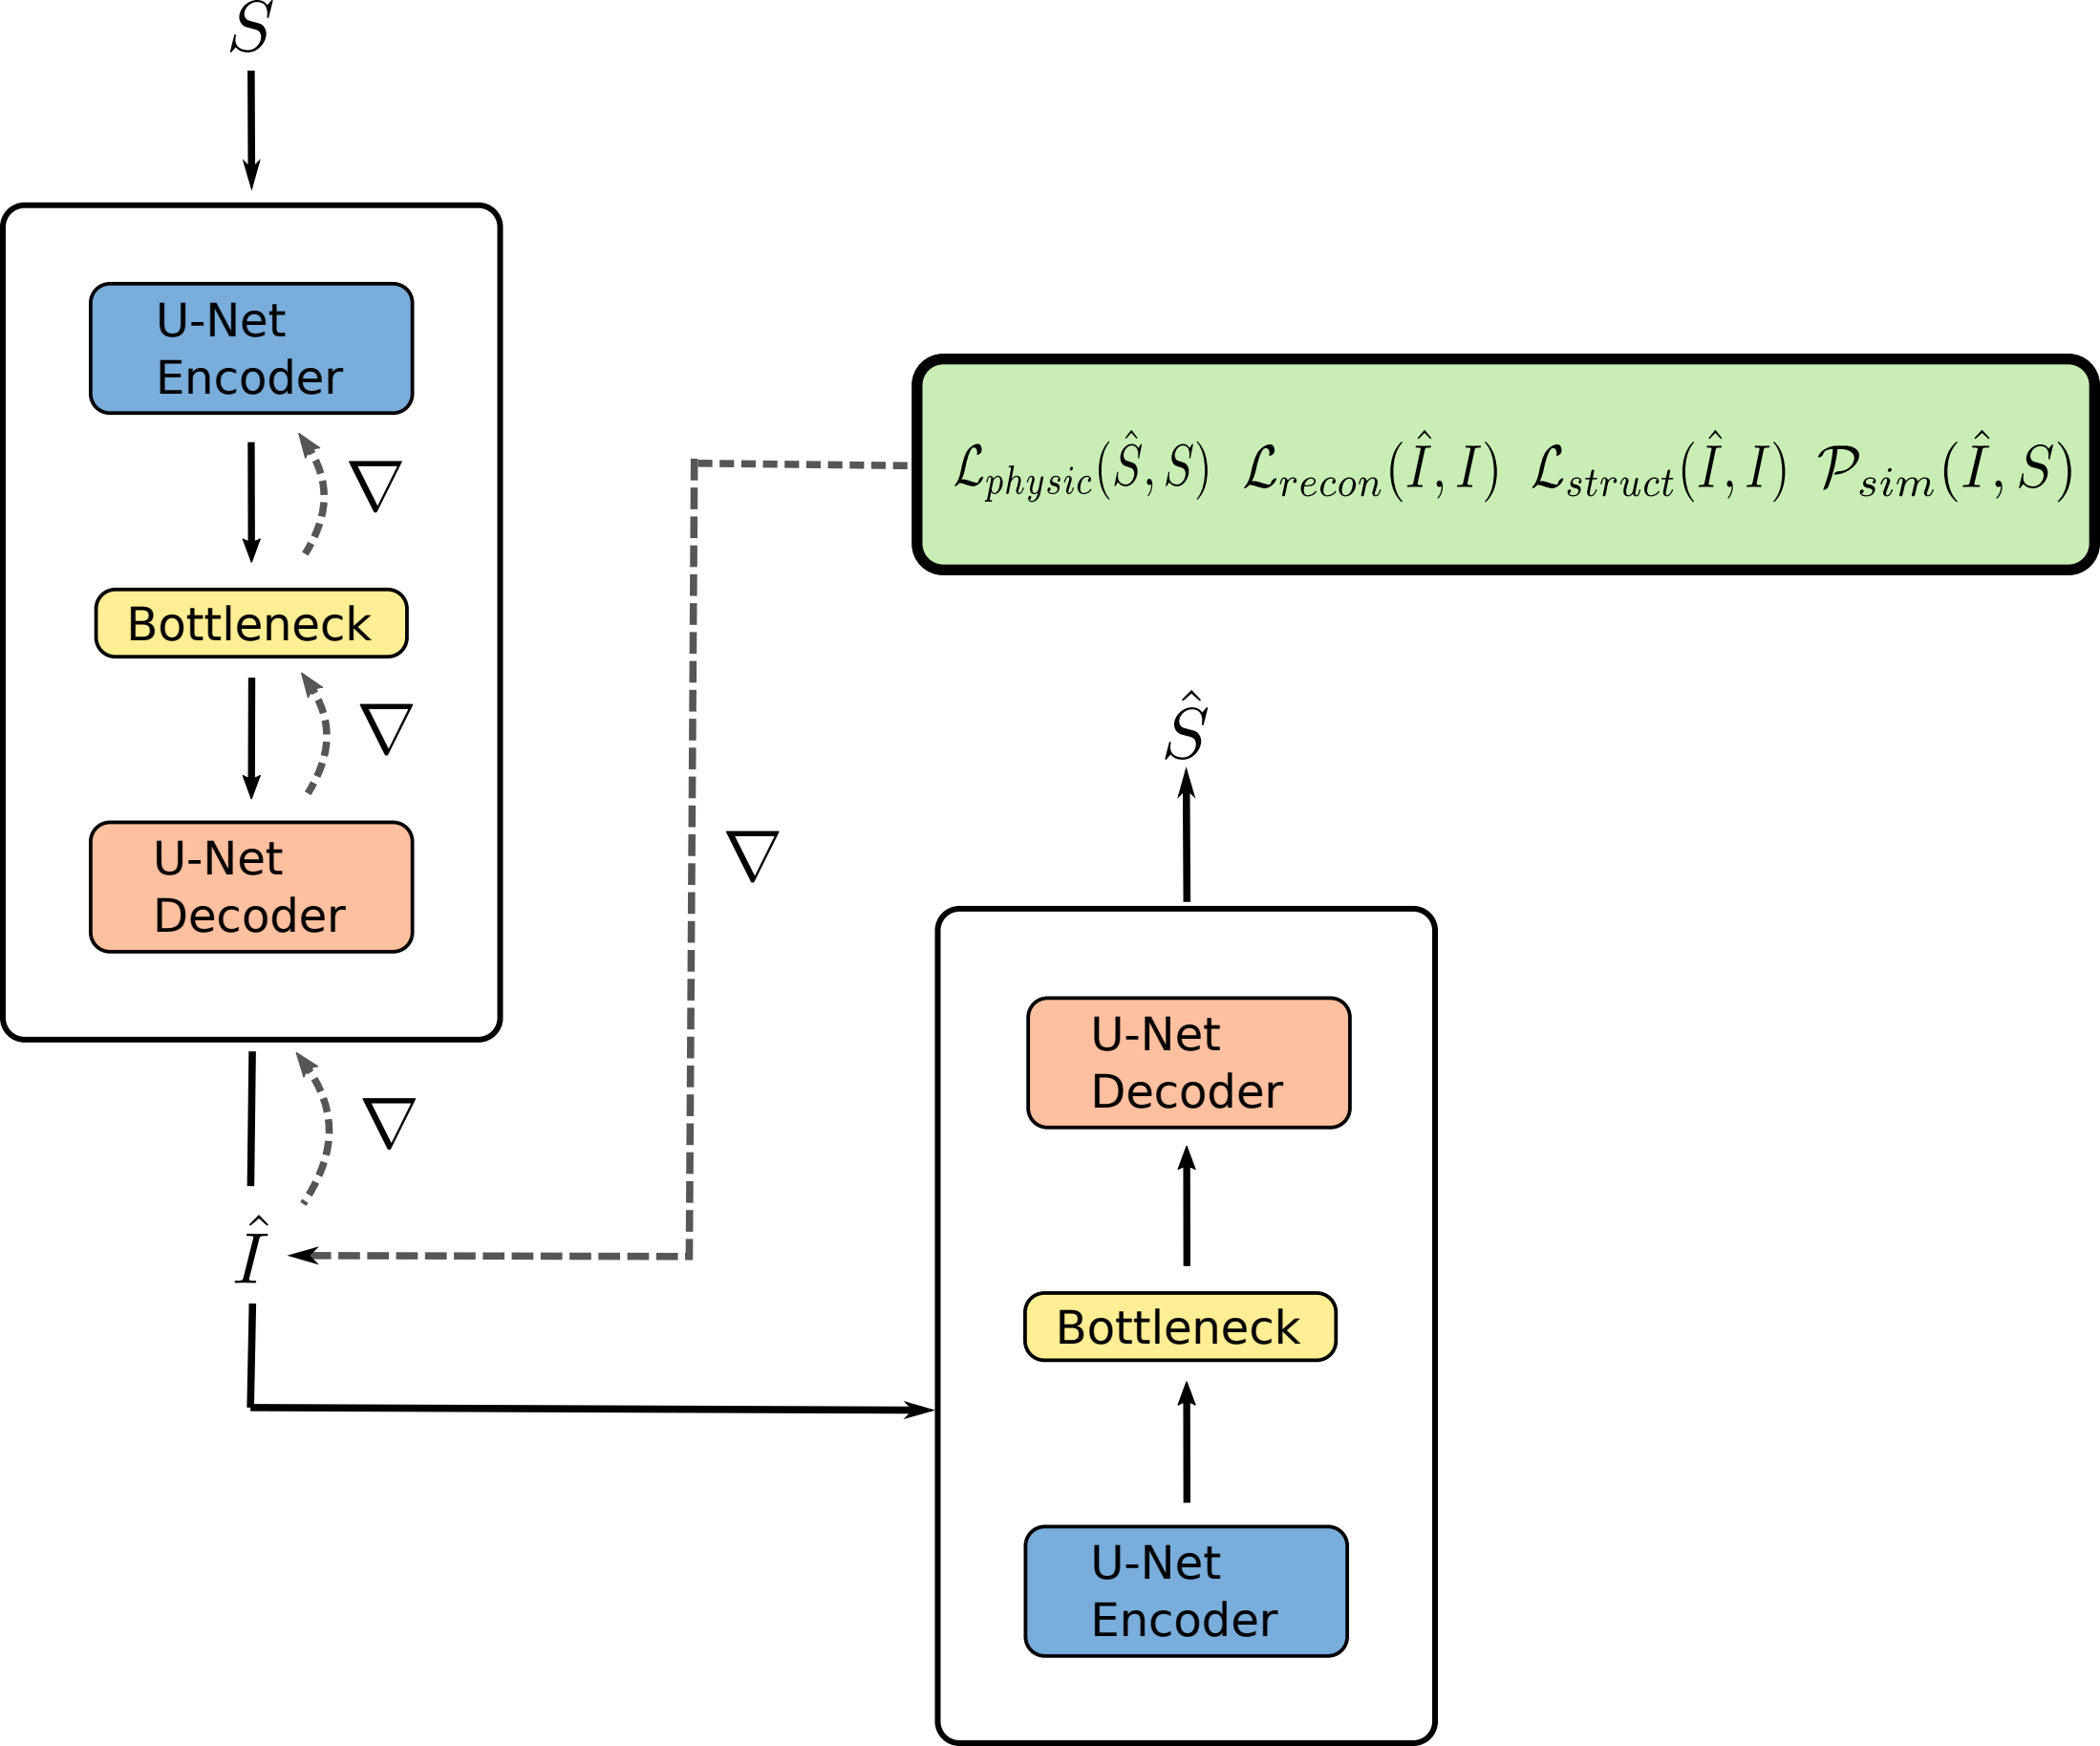 S
U-Net
Encoder
∇
Bottleneck
∇
U-Net
Decoder
∇
Î
∇
ℒ_physic(Ŝ, S) ℒ_recon(Î, I) ℒ_struct(Î, I) 𝒫_sim(Î, S)
Ŝ
U-Net
Decoder
Bottleneck
U-Net
Encoder